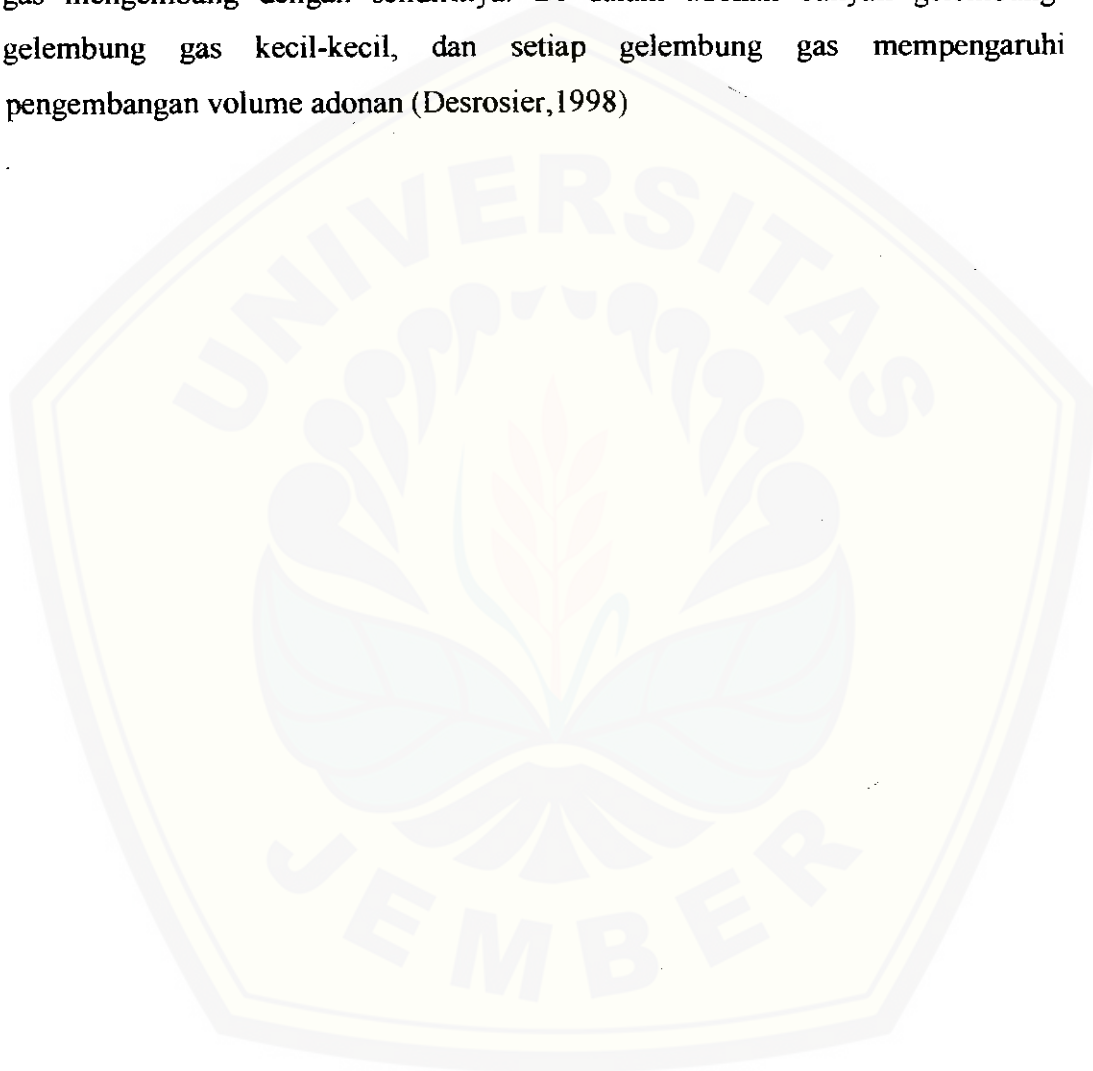 gas mengembang dengan
gelembung gas kecil-kecil, dan setiap gelembung gas mempengaruhi
pengembangan volume adonan (Desrosier,1998)
UNIVERSITAS
JEMBER